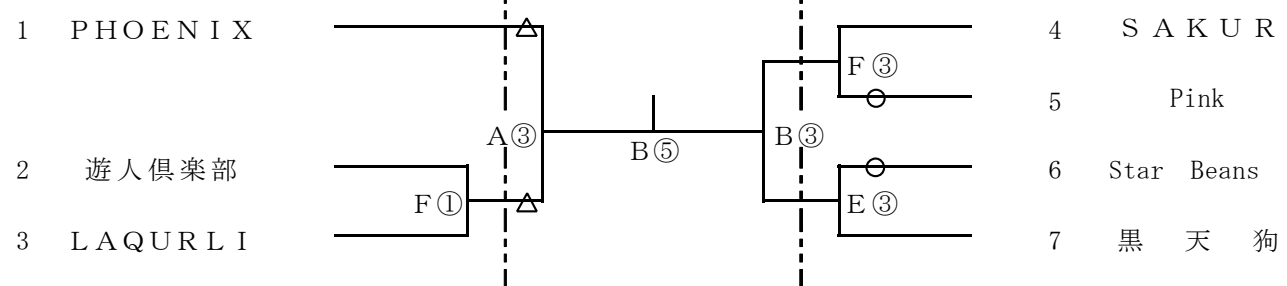 1 ＰＨＯＥＮＩＸ
4 ＳＡＫＵＲ
F③
5 Pink
A③
B⑤
B③
2 遊人倶楽部
6 Star Beans
F①
E③
3 ＬＡＱＵＲＬＩ
7 黒天狗